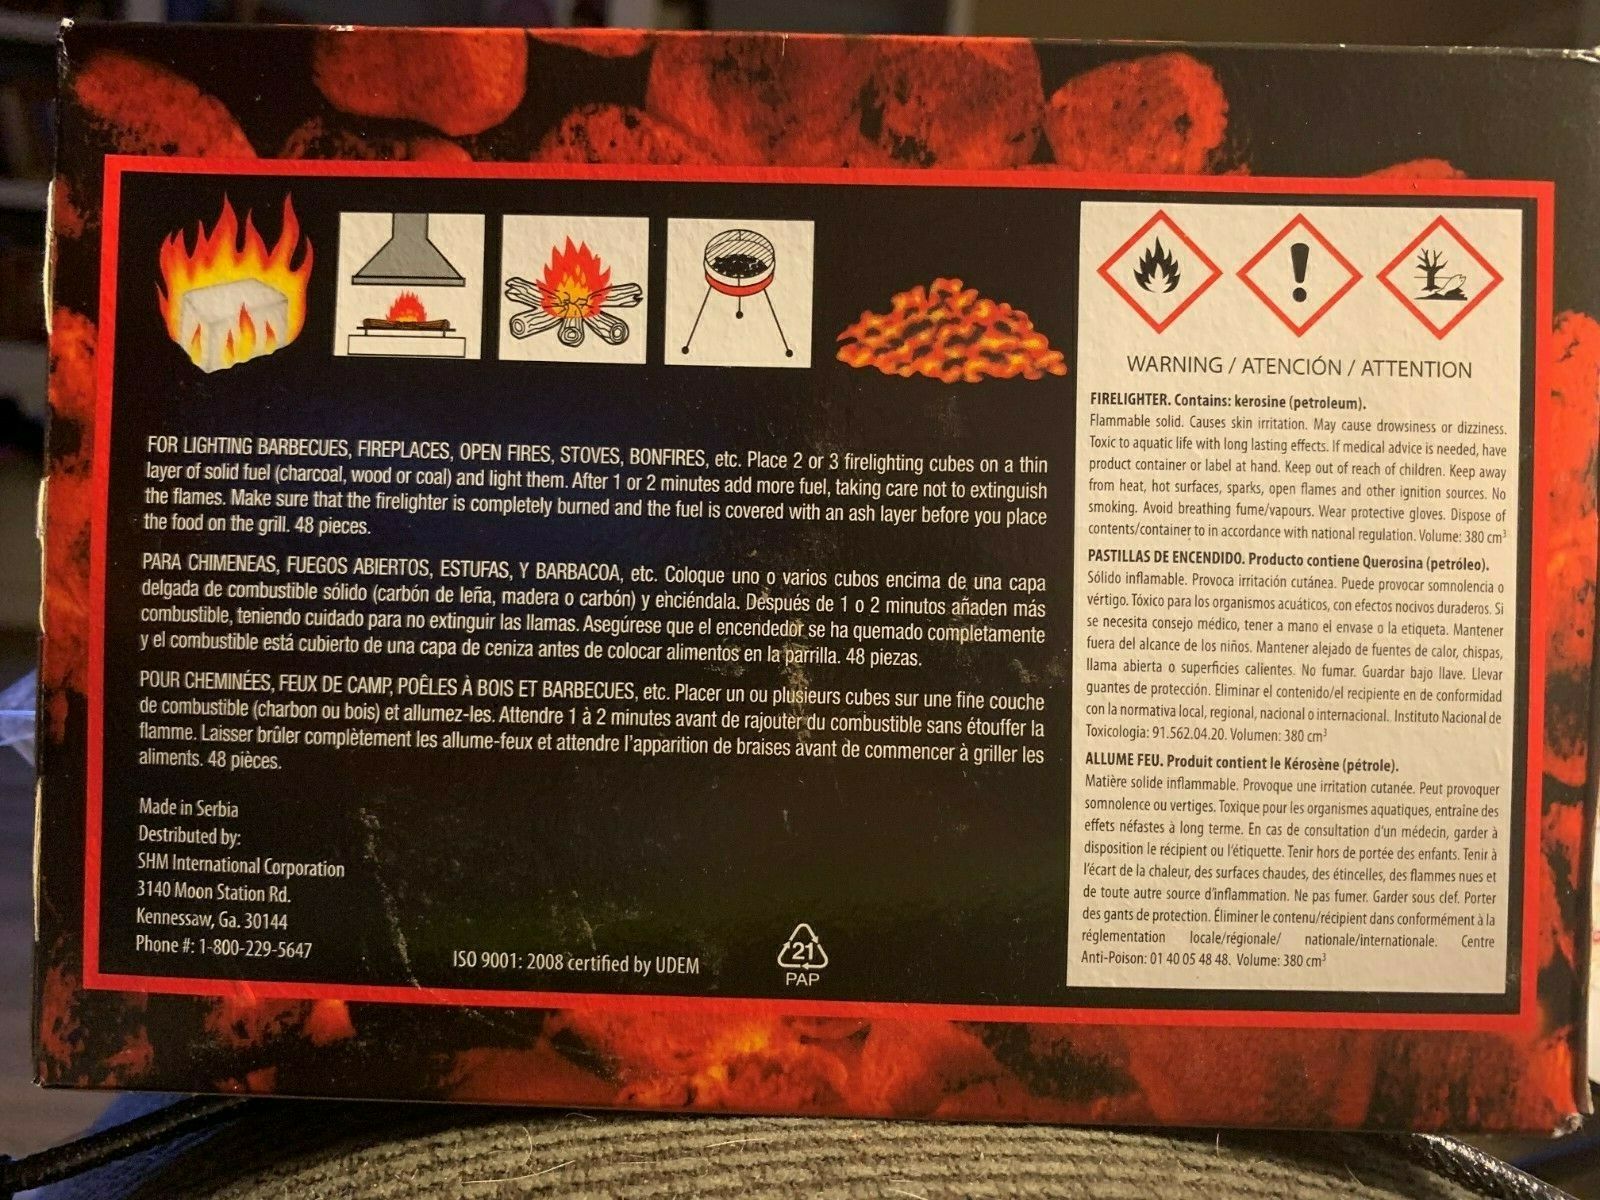 FOR LIGHTING BARBECUES, FIREPLACES, OPEN FIRES, STOVES, BONFIRES, etc. Place 2 or 3 firelighting cubes on a thin
layer of solid fuel (charcoal, wood or coal) and light them. After 1 or 2 minutes add more fuel, taking care not to extinguish
the flames. Make sure that the firelighter is completely burned and the fuel is covered with an ash layer before you place
the food on the grill. 48 pieces.
PARA CHIMENEAS, FUEGOS ABIERTOS, ESTUFAS, Y BARBACOA, etc. Coloque uno o varios cubos encima de una capa
delgada de combustible sólido (carbón de leña, madera o carbón) y enciéndala. Después de 1 o 2 minutos añaden más
combustible, teniendo cuidado para no extinguir las llamas. Asegúrese que el encendedor se ha quemado completamente
y el combustible está cubierto de una capa de ceniza antes de colocar alimentos en la parrilla. 48 piezas.
POUR CHEMINÉES, FEUX DE CAMP, POÊLES À BOIS ET BARBECUES, etc. Placer un ou plusieurs cubes sur une fine couche
de combustible (charbon ou bois) et allumez-les. Attendre 1 à 2 minutes avant de rajouter du combustible sans étouffer la
flamme. Laisser brûler complètement les allume-feux et attendre l'apparition de braises avant de commencer à griller les
aliments. 48 pièces.
Made in Serbia
Destributed by:
SHM International Corporation
3140 Moon Station Rd.
Kennessaw, Ga. 30144
Phone #: 1-800-229-5647
ISO 9001: 2008 certified by UDEM
21
PAP
WARNING / ATENCIÓN / ATTENTION
FIRELIGHTER. Contains: kerosine (petroleum).
Flammable solid. Causes skin irritation. May cause drowsiness or dizziness.
Toxic to aquatic life with long lasting effects. If medical advice is needed, have
product container or label at hand. Keep out of reach of children. Keep away
from heat, hot surfaces, sparks, open flames and other ignition sources. No
smoking. Avoid breathing fume/vapours. Wear protective gloves. Dispose of
contents/container to in accordance with national regulation. Volume: 380 cm³
PASTILLAS DE ENCENDIDO. Producto contiene Querosina (petróleo).
Sólido inflamable. Provoca irritación cutánea. Puede provocar somnolencia o
vértigo. Tóxico para los organismos acuáticos, con efectos nocivos duraderos. Si
se necesita consejo médico, tener a mano el envase o la etiqueta. Mantener
fuera del alcance de los niños. Mantener alejado de fuentes de calor, chispas,
llama abierta o superficies calientes. No fumar. Guardar bajo llave. Llevar
guantes de protección. Eliminar el contenido/el recipiente en de conformidad
con la normativa local, regional, nacional o internacional. Instituto Nacional de
Toxicologia: 91.562.04.20. Volumen: 380 cm³
ALLUME FEU. Produit contient le Kérosène (pétrole).
Matière solide inflammable. Provoque une irritation cutanée. Peut provoquer
somnolence ou vertiges. Toxique pour les organismes aquatiques, entraîne des
effets néfastes à long terme. En cas de consultation d'un médecin, garder à
disposition le récipient ou l'étiquette. Tenir hors de portée des enfants. Tenir à
l'écart de la chaleur, des surfaces chaudes, des étincelles, des flammes nues et
de toute autre source d'inflammation. Ne pas fumer. Garder sous clef. Porter
des gants de protection. Éliminer le contenu/récipient dans conformément à la
réglementation locale/régionale/ nationale/internationale. Centre
Anti-Poison: 01 40 05 48 48. Volume: 380 cm³